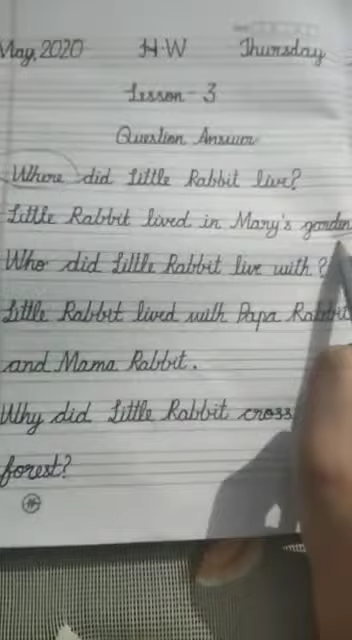 May, 2020 H.W Thursday
Lesson - 3
Question Answer
Where did Little Rabbit live?
Little Rabbit lived in Mary's garden
Who did Little Rabbit live with?
Little Rabbit lived with Papa Rabbit
and Mama Rabbit.
Why did Little Rabbit cross
forest?